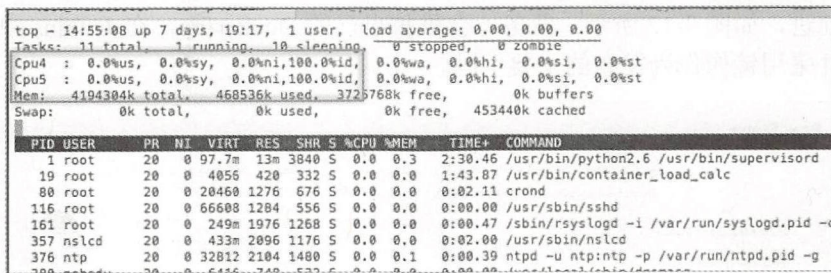 top - 14:55:08 up 7 days, 19:17,  1 user,  load average: 0.00, 0.00, 0.00
Tasks:  11 total,   1 running,  10 sleeping,   0 stopped,   0 zombie
Cpu4  :  0.0%us,  0.0%sy,  0.0%ni,100.0%id,  0.0%wa,  0.0%hi,  0.0%si,  0.0%st
Cpu5  :  0.0%us,  0.0%sy,  0.0%ni,100.0%id,  0.0%wa,  0.0%hi,  0.0%si,  0.0%st
Mem:   4194304k total,   468536k used,  3725768k free,        0k buffers
Swap:        0k total,        0k used,        0k free,   453440k cached
PID USER      PR  NI  VIRT  RES  SHR S %CPU %MEM    TIME+  COMMAND
1 root      20   0 97.7m  13m 3840 S  0.0  0.3   2:30.46 /usr/bin/python2.6 /usr/bin/supervisord
19 root      20   0  4056  420  332 S  0.0  0.0   1:43.87 /usr/bin/container_load_calc
80 root      20   0 20460 1276  676 S  0.0  0.0   0:02.11 crond
116 root      20   0 66608 1284  556 S  0.0  0.0   0:00.00 /usr/sbin/sshd
161 root      20   0  249m 1976 1268 S  0.0  0.0   0:00.47 /sbin/rsyslogd -i /var/run/syslogd.pid -c
357 nslcd     20   0  433m 2096 1176 S  0.0  0.0   0:02.00 /usr/sbin/nslcd
376 ntp       20   0 32812 2104 1480 S  0.0  0.1   0:00.39 ntpd -u ntp:ntp -p /var/run/ntpd.pid -g